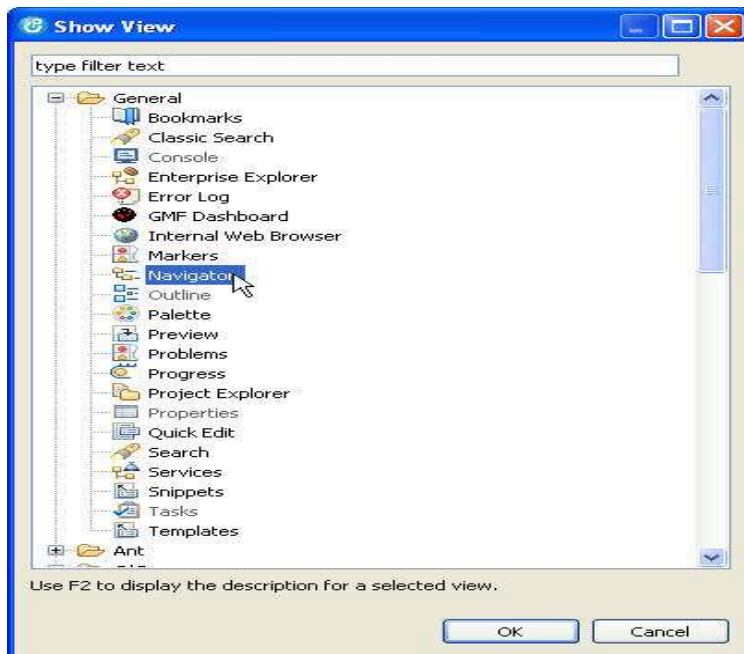 Show View
type filter text
General
Bookmarks
Classic Search
Console
Enterprise Explorer
Error Log
GMF Dashboard
Internal Web Browser
Markers
Navigator
Outline
Palette
Preview
Problems
Progress
Project Explorer
Properties
Quick Edit
Search
Services
Snippets
Tasks
Templates
Ant
Use F2 to display the description for a selected view.
OK
Cancel